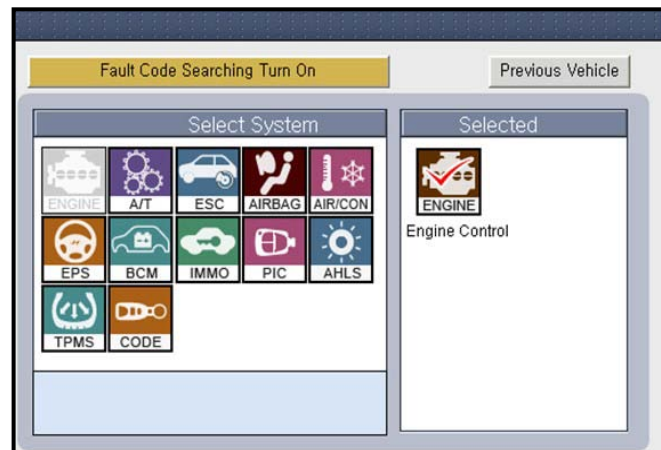 Fault Code Searching Turn On
Previous Vehicle
Select System
Selected
ENGINE A/T ESC AIRBAG AIR/CON
ENGINE
Engine Control
EPS BCM IMMO PIC AHLS
TPMS CODE